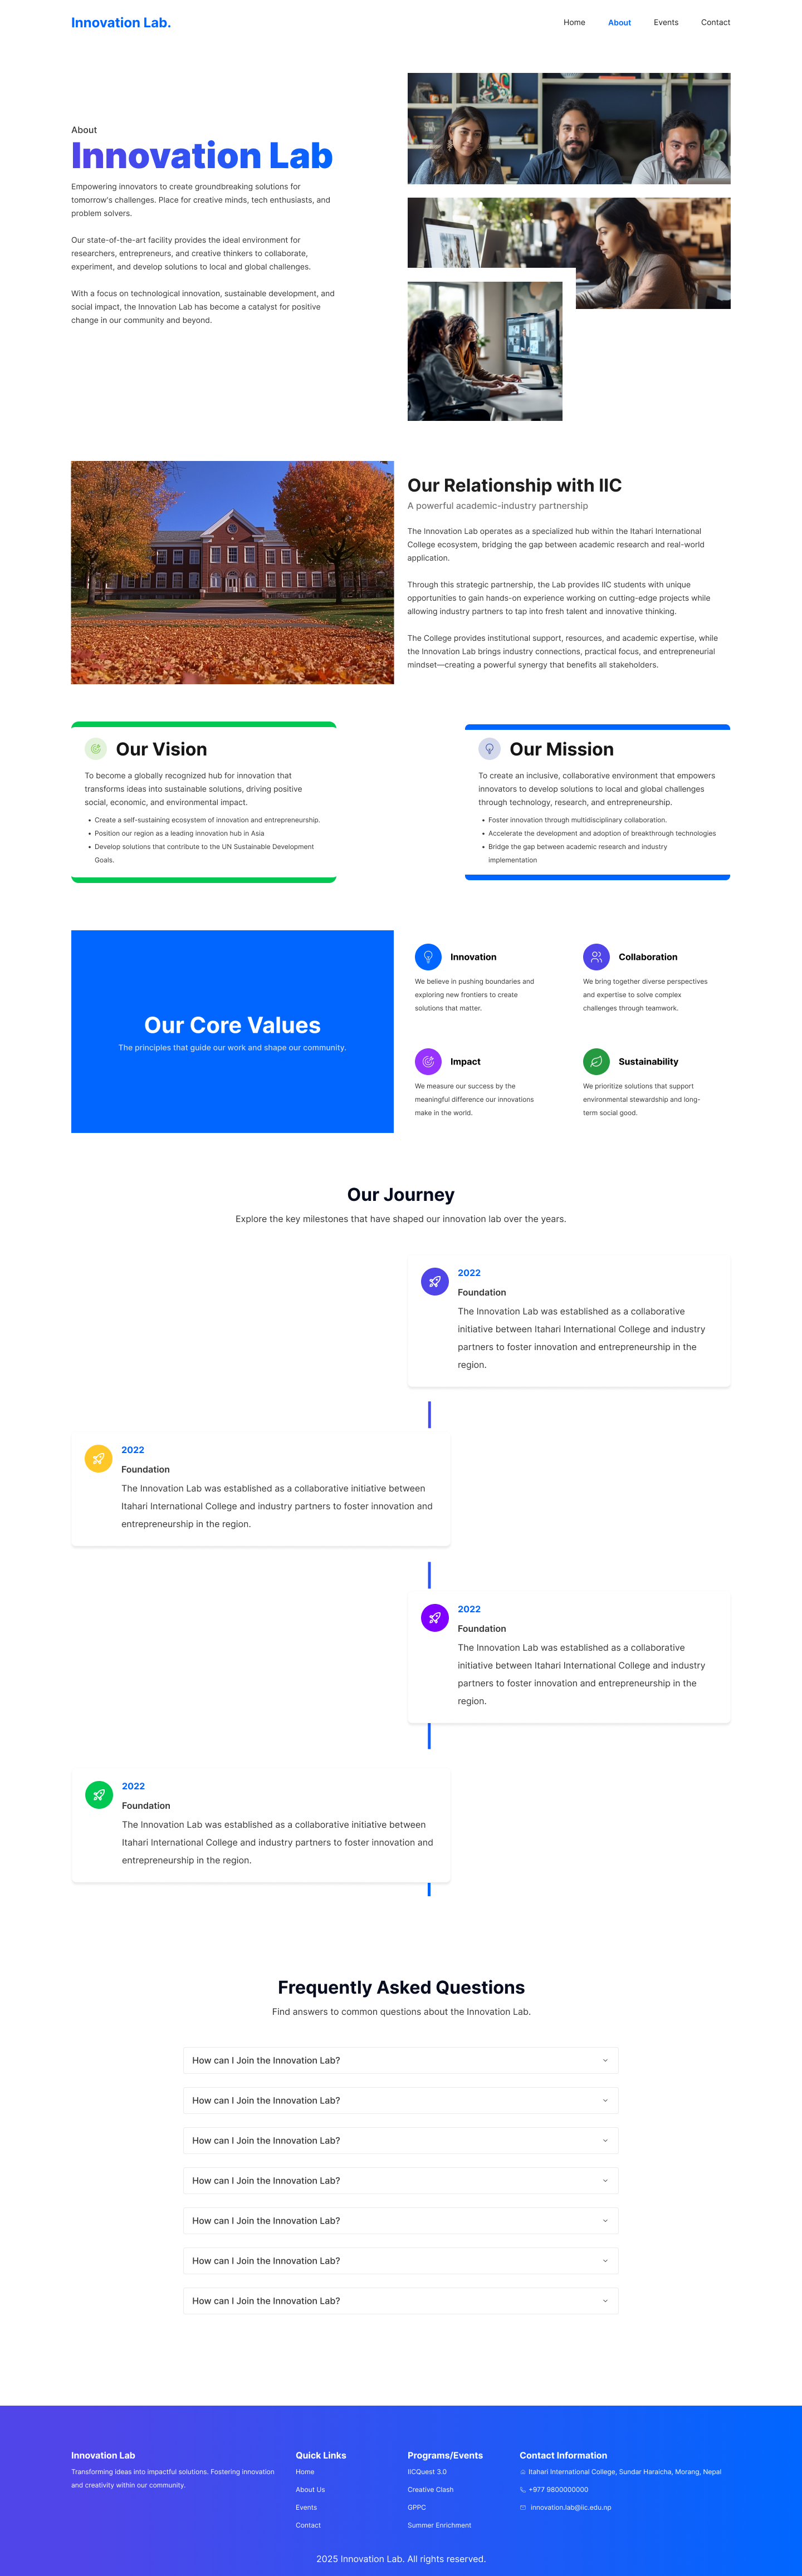 Innovation Lab.
Home
About
Events
Contact
About
Innovation Lab
Empowering innovators to create groundbreaking solutions for
tomorrow's challenges. Place for creative minds, tech enthusiasts, and
problem solvers.
Our state-of-the-art facility provides the ideal environment for
researchers, entrepreneurs, and creative thinkers to collaborate,
experiment, and develop solutions to local and global challenges.
With a focus on technological innovation, sustainable development, and
social impact, the Innovation Lab has become a catalyst for positive
change in our community and beyond.
Our Relationship with IIC
A powerful academic-industry partnership
The Innovation Lab operates as a specialized hub within the Itahari International
College ecosystem, bridging the gap between academic research and real-world
application.
Through this strategic partnership, the Lab provides IIC students with unique
opportunities to gain hands-on experience working on cutting-edge projects while
allowing industry partners to tap into fresh talent and innovative thinking.
The College provides institutional support, resources, and academic expertise, while
the Innovation Lab brings industry connections, practical focus, and entrepreneurial
mindset—creating a powerful synergy that benefits all stakeholders.
Our Vision
To become a globally recognized hub for innovation that
transforms ideas into sustainable solutions, driving positive
social, economic, and environmental impact.
• Create a self-sustaining ecosystem of innovation and entrepreneurship.
• Position our region as a leading innovation hub in Asia
• Develop solutions that contribute to the UN Sustainable Development
Goals.
Our Mission
To create an inclusive, collaborative environment that empowers
innovators to develop solutions to local and global challenges
through technology, research, and entrepreneurship.
• Foster innovation through multidisciplinary collaboration.
• Accelerate the development and adoption of breakthrough technologies
• Bridge the gap between academic research and industry
implementation
Our Core Values
The principles that guide our work and shape our community.
Innovation
We believe in pushing boundaries and
exploring new frontiers to create
solutions that matter.
Collaboration
We bring together diverse perspectives
and expertise to solve complex
challenges through teamwork.
Impact
We measure our success by the
meaningful difference our innovations
make in the world.
Sustainability
We prioritize solutions that support
environmental stewardship and long-
term social good.
Our Journey
Explore the key milestones that have shaped our innovation lab over the years.
2022
Foundation
The Innovation Lab was established as a collaborative
initiative between Itahari International College and industry
partners to foster innovation and entrepreneurship in the
region.
2022
Foundation
The Innovation Lab was established as a collaborative initiative between
Itahari International College and industry partners to foster innovation and
entrepreneurship in the region.
2022
Foundation
The Innovation Lab was established as a collaborative
initiative between Itahari International College and industry
partners to foster innovation and entrepreneurship in the
region.
2022
Foundation
The Innovation Lab was established as a collaborative initiative between
Itahari International College and industry partners to foster innovation and
entrepreneurship in the region.
Frequently Asked Questions
Find answers to common questions about the Innovation Lab.
How can I Join the Innovation Lab?
How can I Join the Innovation Lab?
How can I Join the Innovation Lab?
How can I Join the Innovation Lab?
How can I Join the Innovation Lab?
How can I Join the Innovation Lab?
How can I Join the Innovation Lab?
Innovation Lab
Transforming ideas into impactful solutions. Fostering innovation
and creativity within our community.
Quick Links
Home
About Us
Events
Contact
Programs/Events
IICQuest 3.0
Creative Clash
GPPC
Summer Enrichment
Contact Information
Itahari International College, Sundar Haraicha, Morang, Nepal
+977 9800000000
innovation.lab@iic.edu.np
2025 Innovation Lab. All rights reserved.